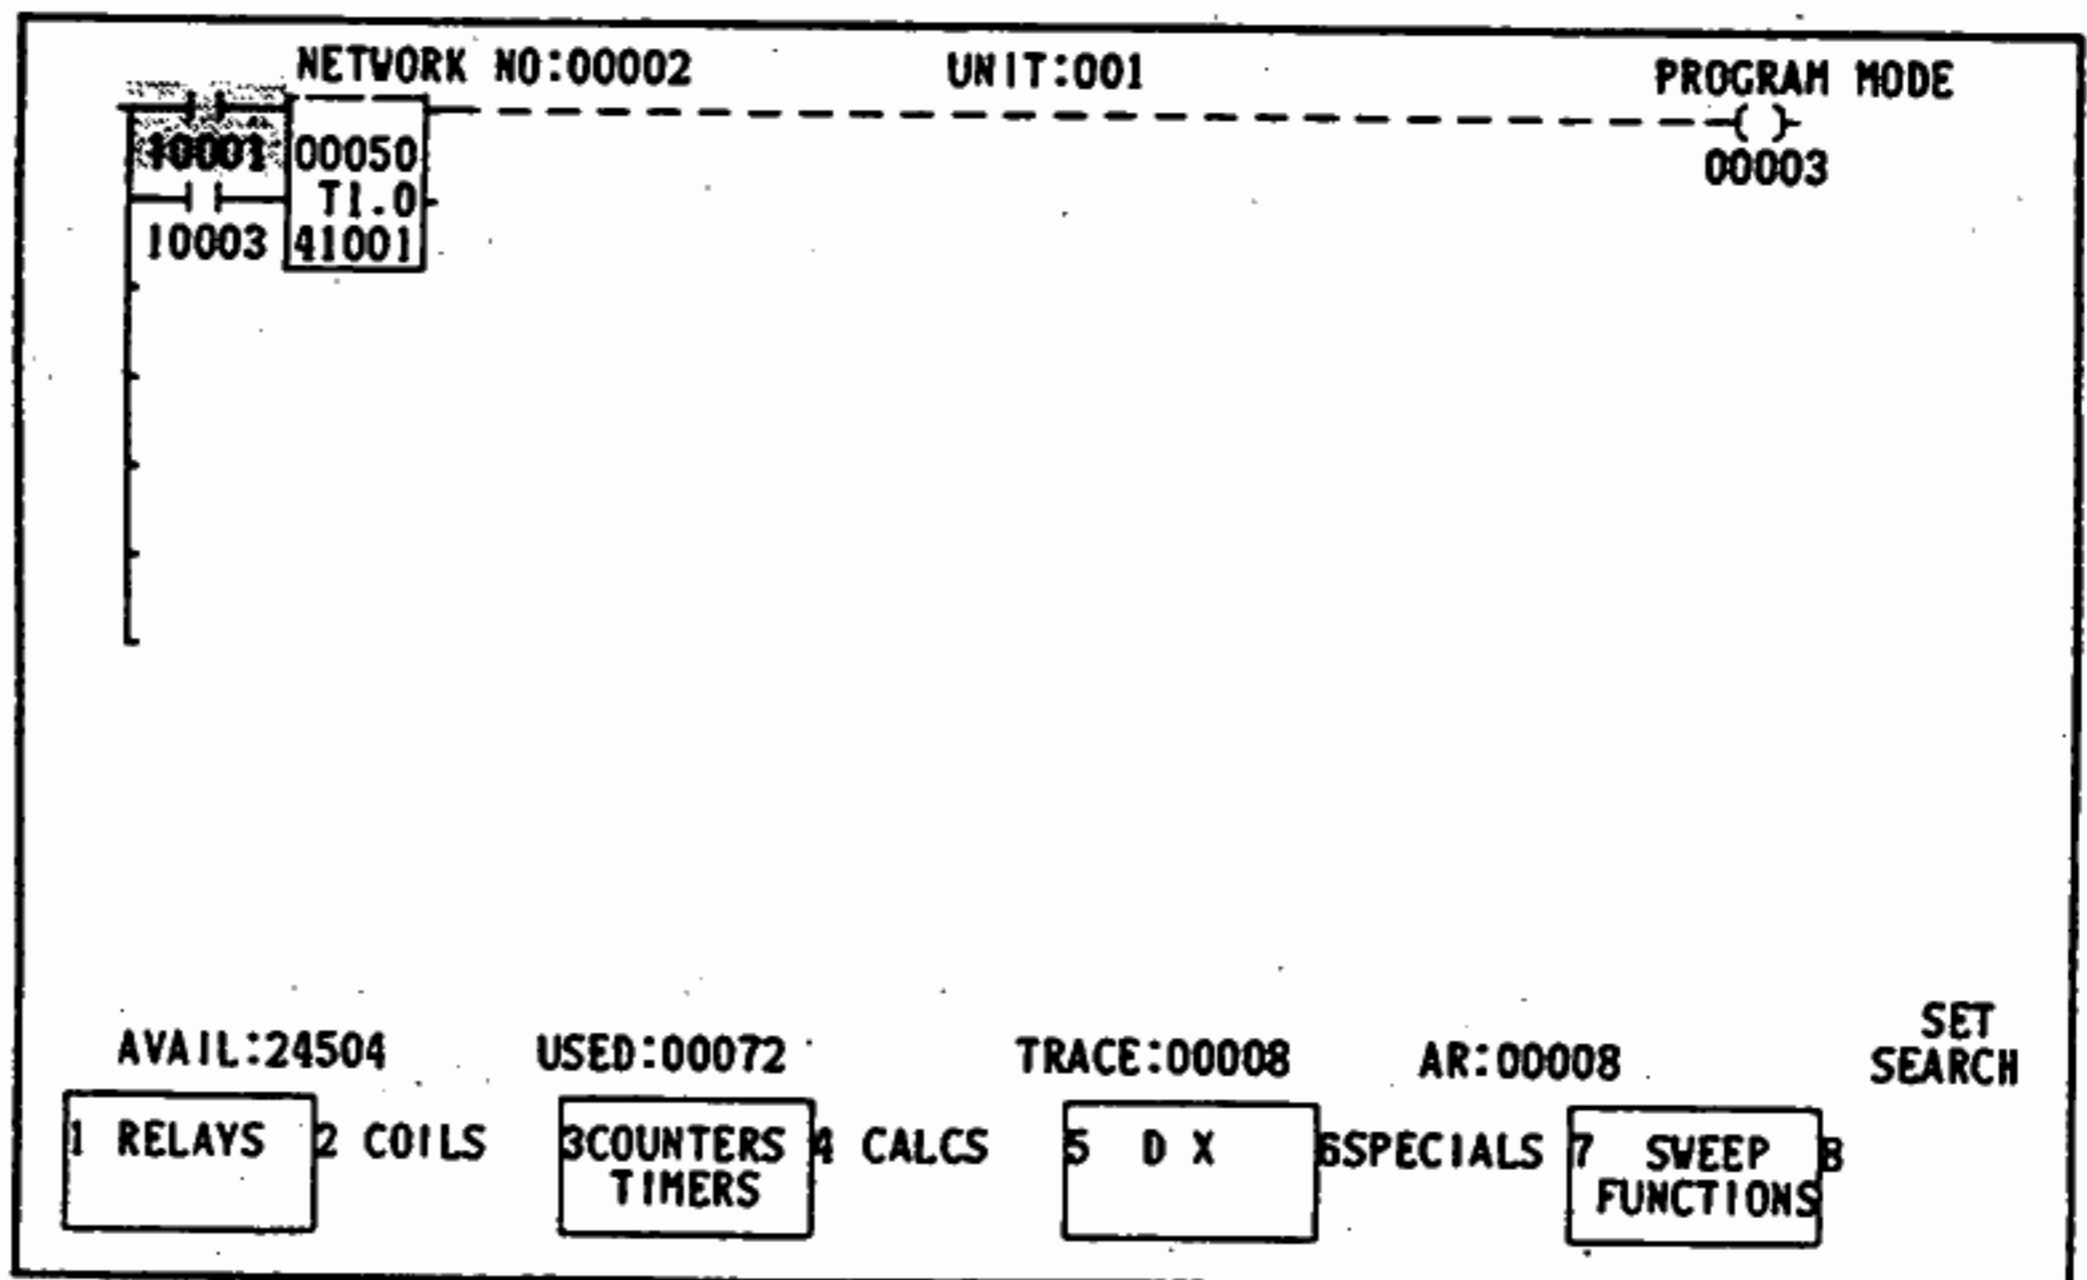 NETWORK NO:00002 UNIT:001 PROGRAM MODE
10001 00050 00003
T1.0
10003 41001
SET
AVAIL:24504 USED:00072 TRACE:00008 AR:00008 SEARCH
1 RELAYS 2 COILS 3COUNTERS 4 CALCS 5 D X 6SPECIALS 7 SWEEP 8
TIMERS FUNCTIONS